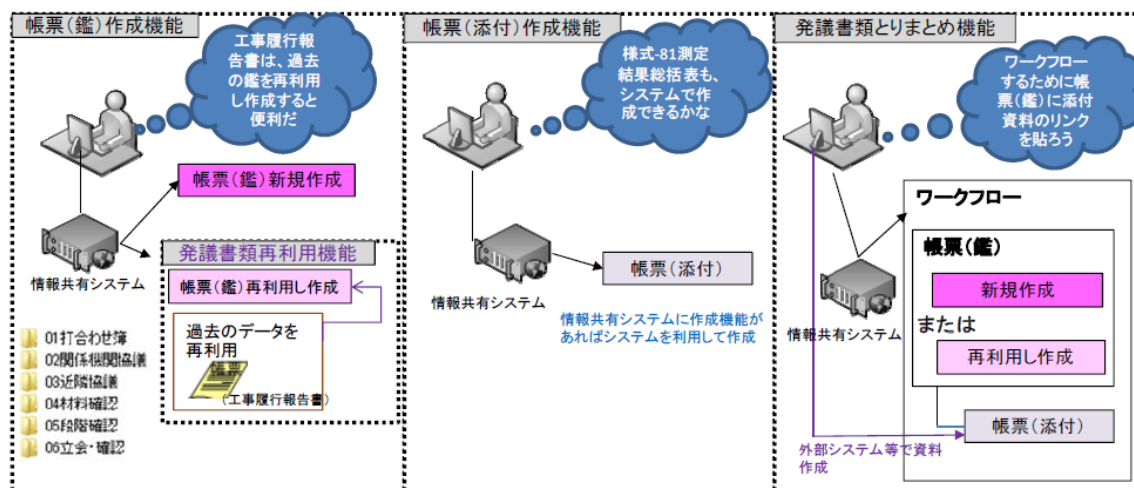 帳票（鑑）作成機能
工事履行報
告書は、過去
の鑑を再利用
し作成すると
便利だ
帳票（鑑）新規作成
情報共有システム
発議書類再利用機能
帳票（鑑）再利用し作成
過去のデータを
再利用
帳票
（工事履行報告書）
01打合わせ簿
02関係機関協議
03近隣協議
04材料確認
05段階確認
06立会・確認
帳票（添付）作成機能
様式-81測定
結果総括表も、
システムで作
成できるかな
情報共有システム
帳票（添付）
情報共有システムに作成機能が
あればシステムを利用して作成
発議書類とりまとめ機能
ワークフロー
するために帳
票（鑑）に添付
資料のリンク
を貼ろう
情報共有システム
ワークフロー
帳票（鑑）
新規作成
または
再利用し作成
帳票（添付）
外部システム等で資料
作成